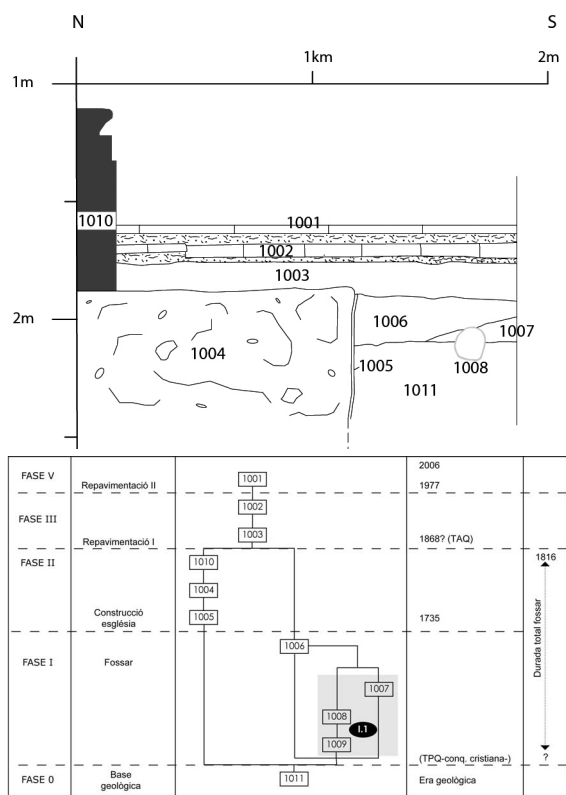 N S
1m 1km 2m
1010 1001
1002
1003
2m
1006
1007
1004
1005 1008
1011
FASE V
Repavimentació II
1001
2006
1977
FASE III
Repavimentació I
1002
1003
1868? (TAQ)
FASE II
Construcció
església
1010
1004
1005
1735
1816
Durada total fossar
?
FASE I
Fossar
1006
1007
1008
I.1
1009
(TPQ-conq. cristiana-)
FASE 0
Base
geològica
1011
Era geològica